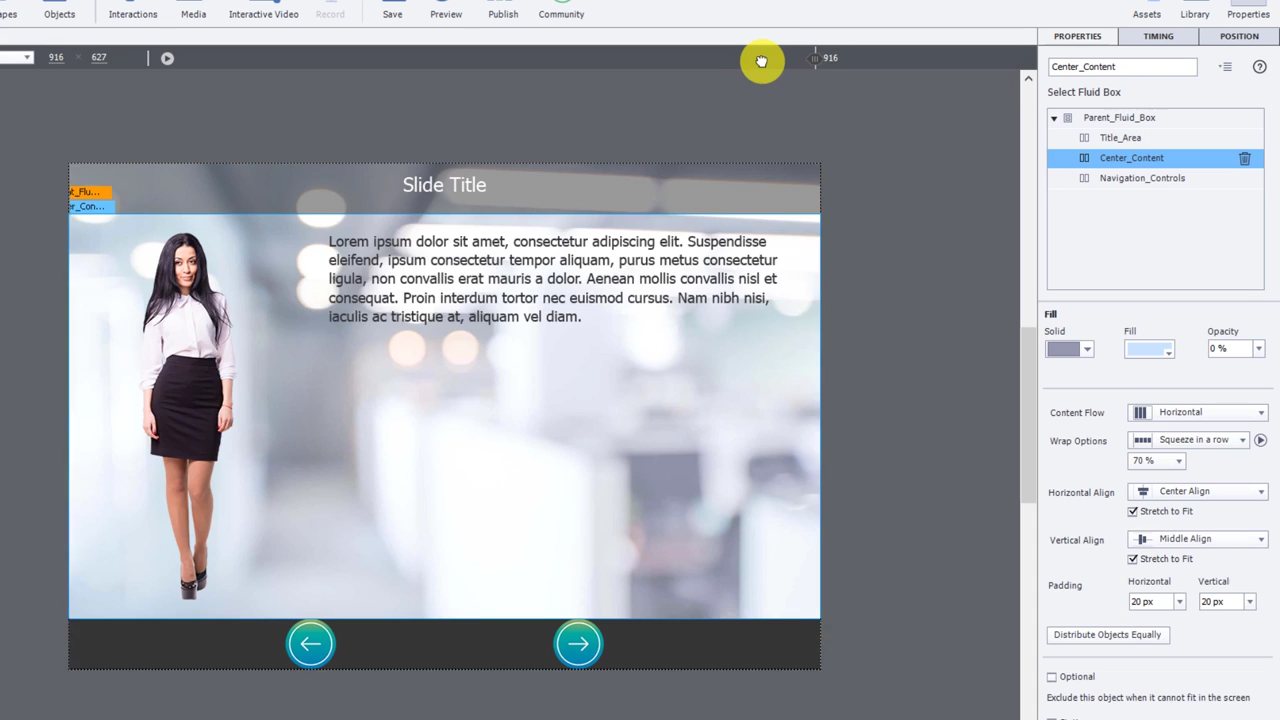 apes Objects Interactions Media Interactive Video Record Save Preview Publish Community Assets Library Properties
916 × 627 916
PROPERTIES TIMING POSITION
Center_Content
Select Fluid Box
Parent_Fluid_Box
Title_Area
Center_Content
Navigation_Controls
Slide Title
t_Flu...
er_Con...
Lorem ipsum dolor sit amet, consectetur adipiscing elit. Suspendisse
eleifend, ipsum consectetur tempor aliquam, purus metus consectetur
ligula, non convallis erat mauris a dolor. Aenean mollis convallis nisl et
consequat. Proin interdum tortor nec euismod cursus. Nam nibh nisi,
iaculis ac tristique at, aliquam vel diam.
Fill
Solid Fill Opacity
0 %
Content Flow Horizontal
Wrap Options Squeeze in a row
70 %
Horizontal Align Center Align
Stretch to Fit
Vertical Align Middle Align
Stretch to Fit
Padding Horizontal Vertical
20 px 20 px
Distribute Objects Equally
Optional
Exclude this object when it cannot fit in the screen